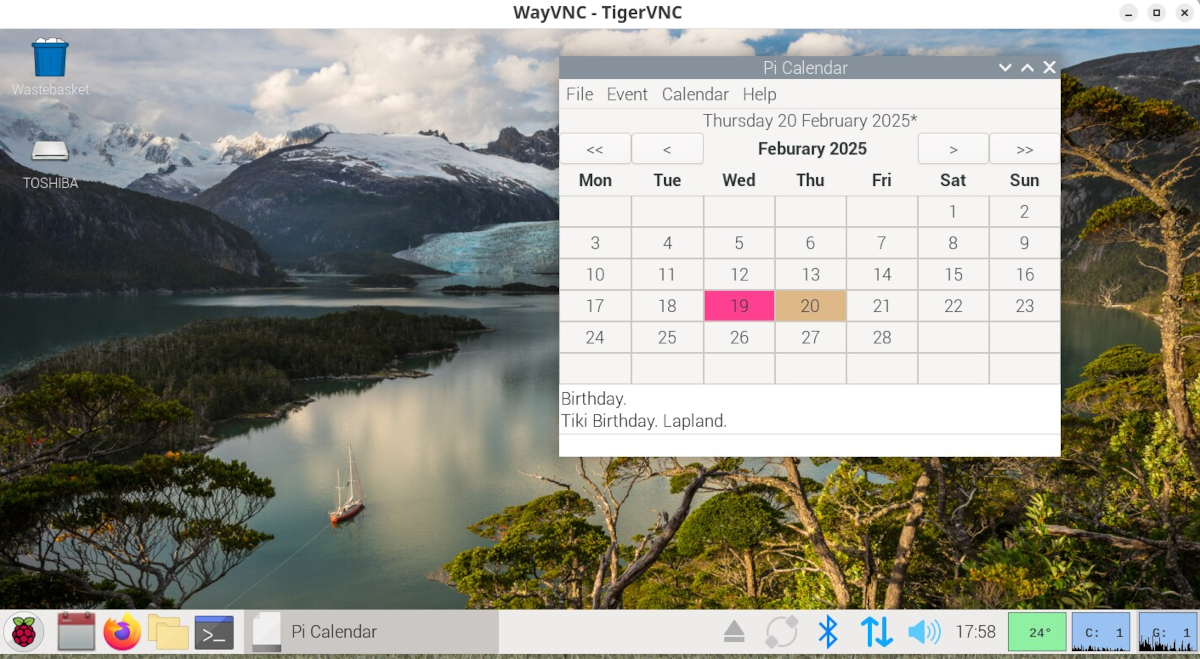 WayVNC - TigerVNC
Wastebasket
TOSHIBA
Pi Calendar
File Event Calendar Help
Thursday 20 February 2025*
<< < Feburary 2025 > >>
Mon Tue Wed Thu Fri Sat Sun
1 2
3 4 5 6 7 8 9
10 11 12 13 14 15 16
17 18 19 20 21 22 23
24 25 26 27 28
Birthday.
Tiki Birthday. Lapland.
>_ Pi Calendar 17:58 24° C: 1 G: 1